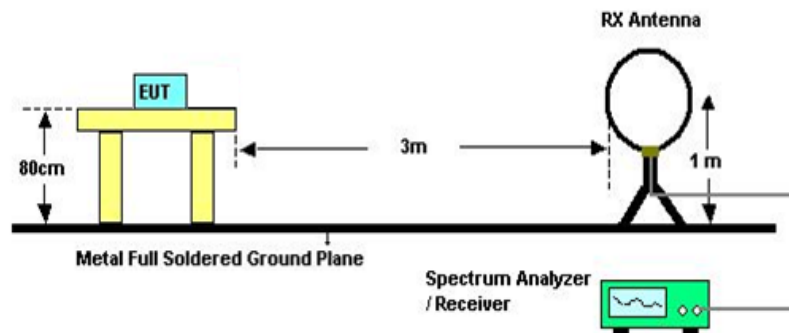 RX Antenna
EUT
80cm
3m
1 m
Metal Full Soldered Ground Plane
Spectrum Analyzer
/ Receiver